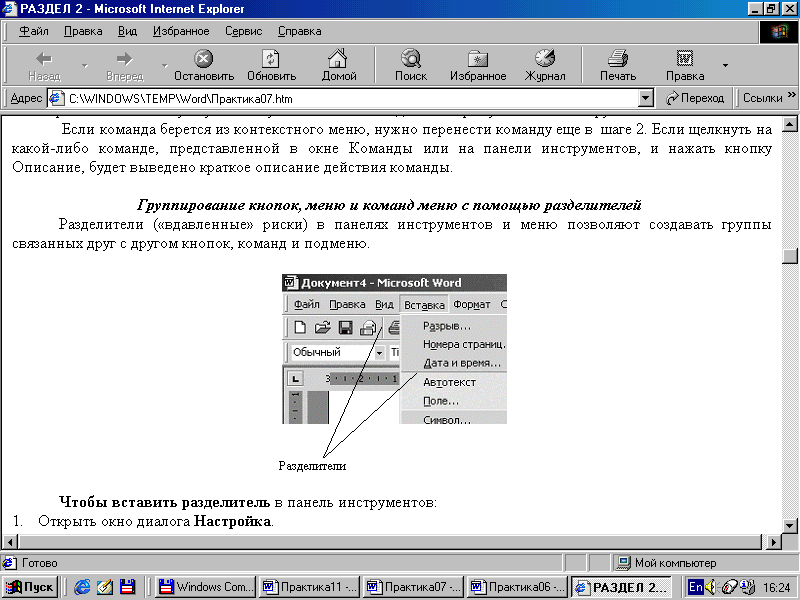 РАЗДЕЛ 2 - Microsoft Internet Explorer
Файл Правка Вид Избранное Сервис Справка
Назад Вперед Остановить Обновить Домой Поиск Избранное Журнал Печать Правка
Адрес C:\WINDOWS\TEMP\Word\Практика07.htm Переход Ссылки »
Если команда берется из контекстного меню, нужно перенести команду еще в шаге 2. Если щелкнуть на
какой-либо команде, представленной в окне Команды или на панели инструментов, и нажать кнопку
Описание, будет выведено краткое описание действия команды.
Группирование кнопок, меню и команд меню с помощью разделителей
Разделители («вдавленные» риски) в панелях инструментов и меню позволяют создавать группы
связанных друг с другом кнопок, команд и подменю.
Документ4 - Microsoft Word
Файл Правка Вид Вставка Формат С
Разрыв...
Номера страниц.
Обычный Ti
Дата и время...
L 3 2 1
Автотекст
Поле...
1
Символ...
Разделители
Чтобы вставить разделитель в панель инструментов:
1. Открыть окно диалога Настройка.
Готово Мой компьютер
Пуск Windows Com... Практика11 -... Практика07 -... Практика06 -... РАЗДЕЛ 2... En 16:24